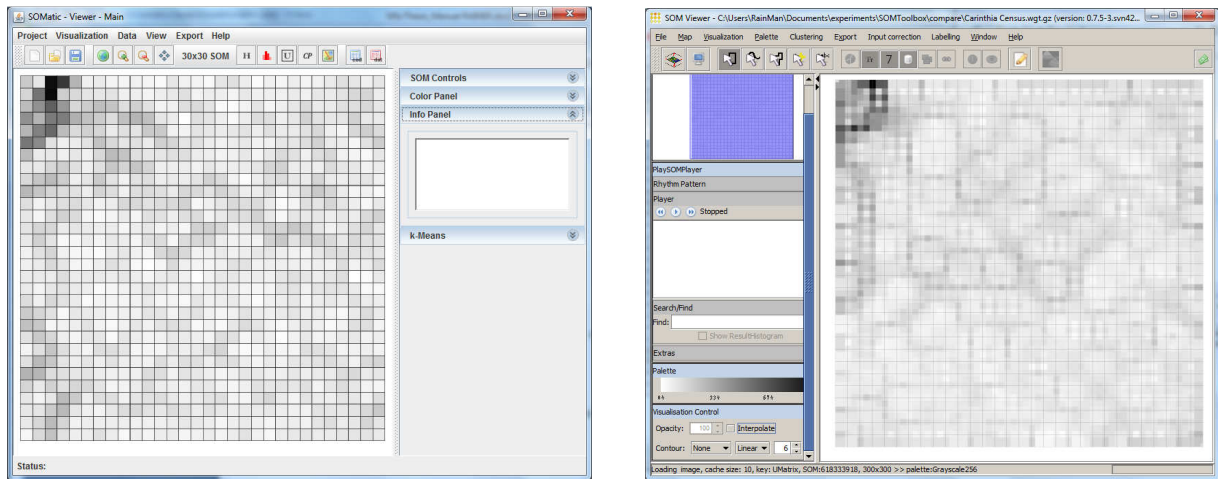 SOMatic - Viewer - Main
Project Visualization Data View Export Help
30x30 SOM H U CP
SOM Controls
Color Panel
Info Panel
k-Means
Status:
SOM Viewer - C:\Users\RainMan\Documents\experiments\SOMToolbox\compare\Carinthia Census.wgt.gz (version: 0.7.5-3.svn42...
File Map Visualization Palette Clustering Export Input correction Labelling Window Help
7
PlaySOMPlayer
Rhythm Pattern
Player
Stopped
Search/Find
Find:
Show ResultHistogram
Extras
Palette
Visualisation Control
Opacity: 100 Interpolate
Contour: None Linear 6
Loading image, cache size: 10, key: UMatrix, SOM:618333918, 300x300 >> palette:Grayscale256